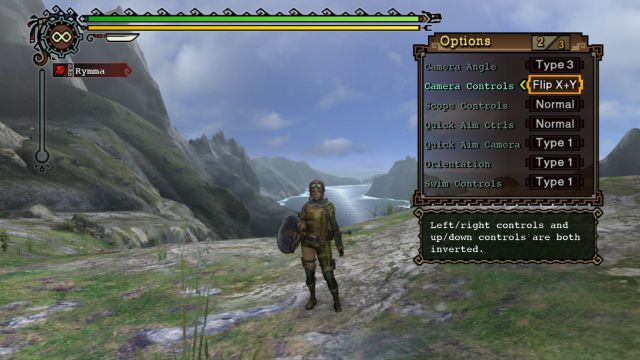 Options 2/3
Rymma
Camera Angle Type 3
Camera Controls Flip X+Y
Scope Controls Normal
Quick Aim Ctrls Normal
Quick Aim Camera Type 1
Orientation Type 1
Swim Controls Type 1
Left/right controls and
up/down controls are both
inverted.